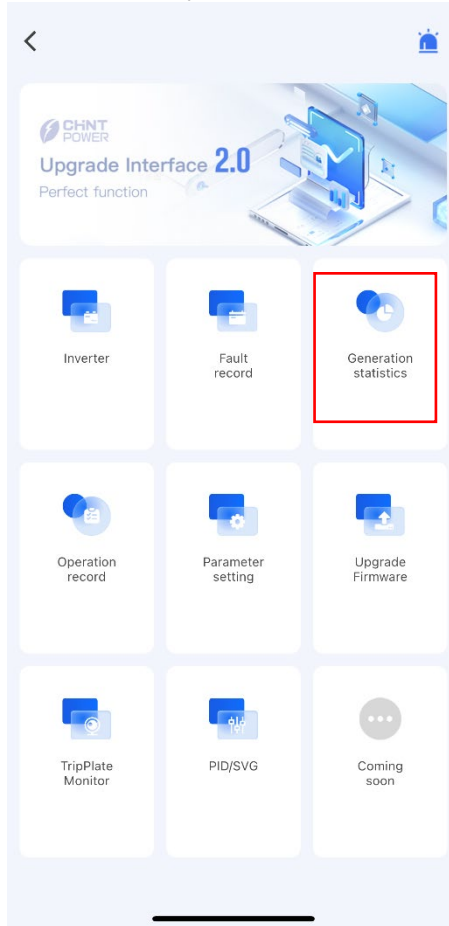 CHNT
POWER
Upgrade Interface 2.0
Perfect function
Inverter
Fault
record
Generation
statistics
Operation
record
Parameter
setting
Upgrade
Firmware
TripPlate
Monitor
PID/SVG
Coming
soon